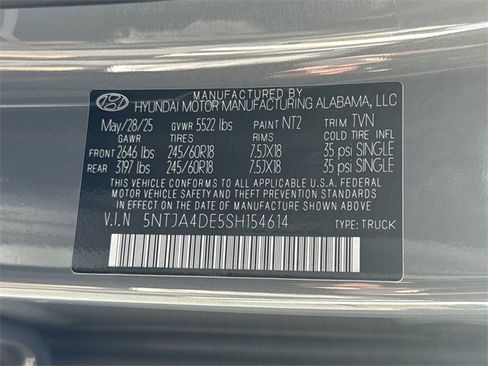 MANUFACTURED BY
HYUNDAI MOTOR MANUFACTURING ALABAMA, LLC
May/28/25 GVWR 5522 lbs PAINT NT2 TRIM TVN
GAWR TIRES RIMS COLD TIRE INFL
FRONT 2646 lbs 245/60R18 7.5JX18 35 psi SINGLE
REAR 3197 lbs 245/60R18 7.5JX18 35 psi SINGLE
THIS VEHICLE CONFORMS TO ALL APPLICABLE U.S.A. FEDERAL
MOTOR VEHICLE SAFETY AND THEFT PREVENTION STANDARDS
IN EFFECT ON THE DATE OF MANUFACTURE SHOWN ABOVE.
V.I.N 5NTJA4DE5SH154614 TYPE: TRUCK